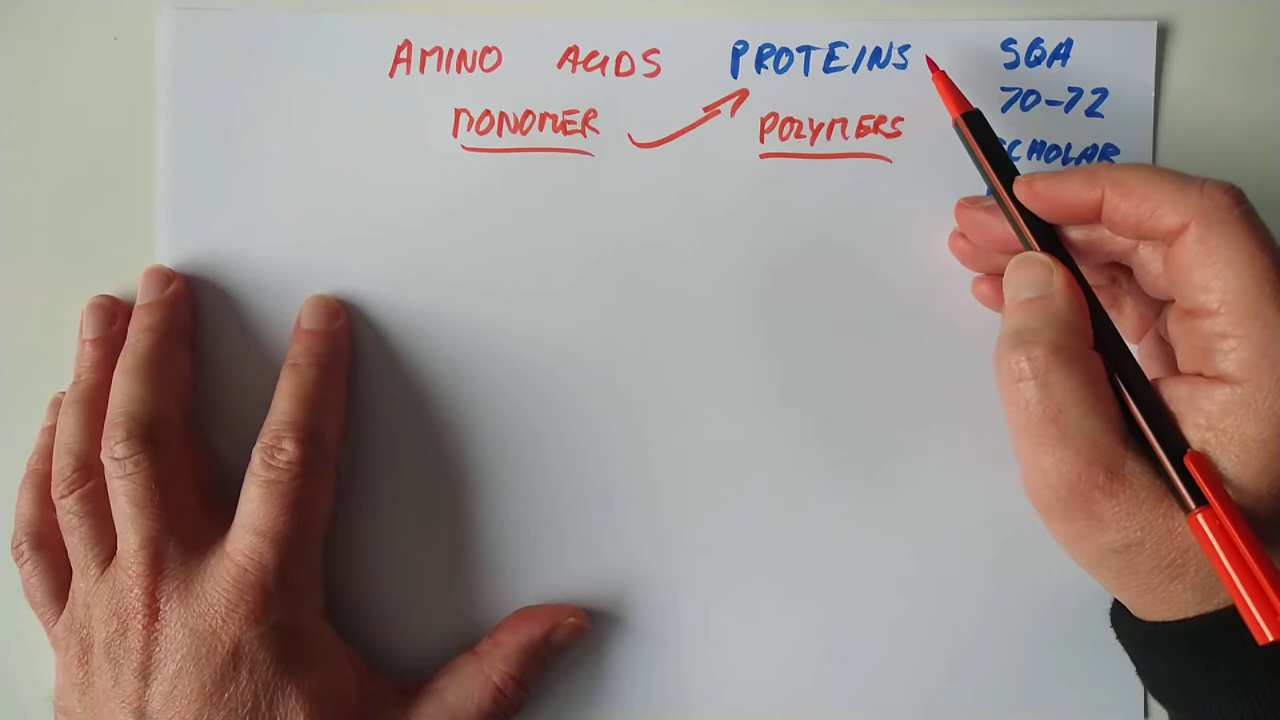 AMINO ACIDS PROTEINS
MONOMER POLYMERS
SQA
70-72
SCHOLAR